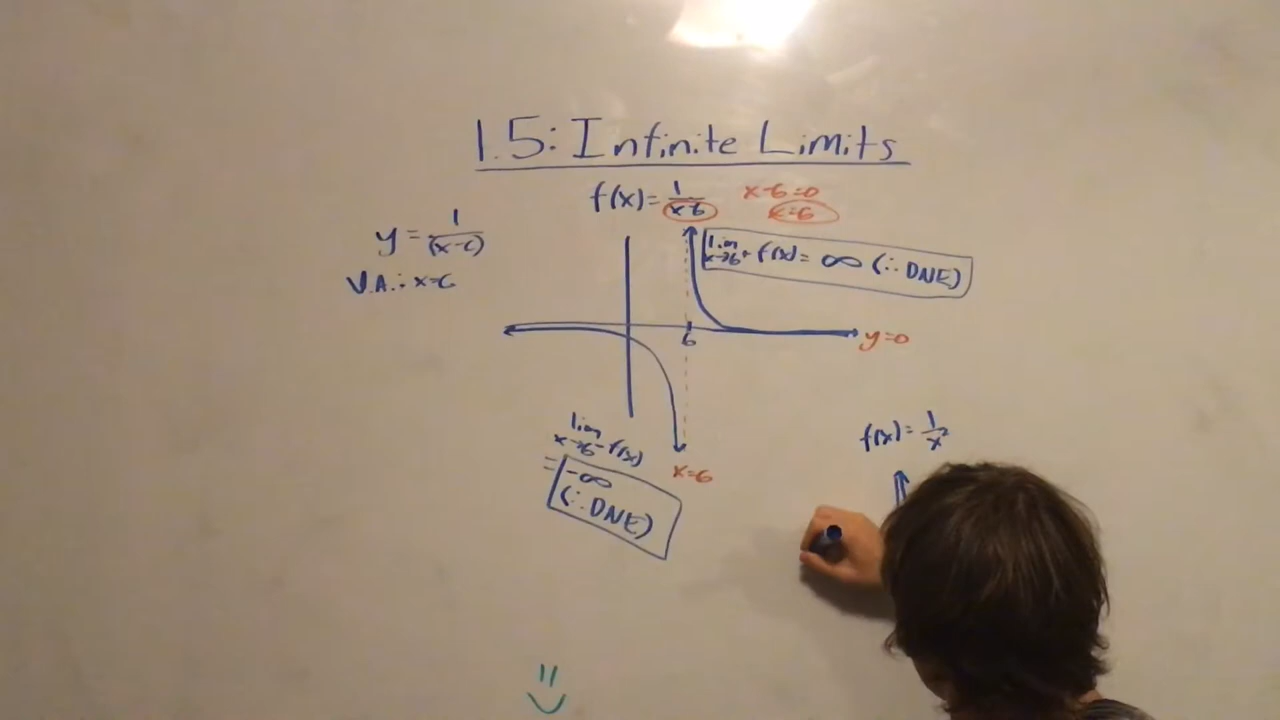 1.5: Infinite Limits
f(x) = 1/(x-6)
x-6=0
x=6
y = 1/(x-c)
V.A.: x=c
lim x→6+ f(x) = ∞ (∴ DNE)
6
y=0
lim x→6- f(x)
= -∞
(∴ DNE)
x=6
f(x) = 1/x²